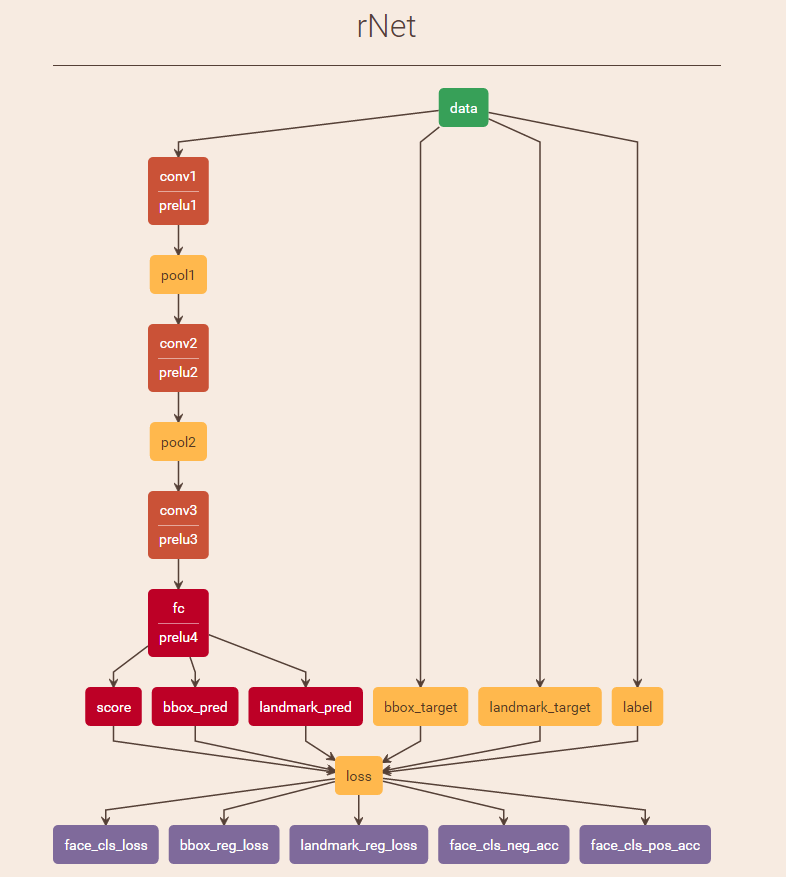 rNet
data
conv1
prelu1
pool1
conv2
prelu2
pool2
conv3
prelu3
fc
prelu4
score
bbox_pred
landmark_pred
bbox_target
landmark_target
label
loss
face_cls_loss
bbox_reg_loss
landmark_reg_loss
face_cls_neg_acc
face_cls_pos_acc